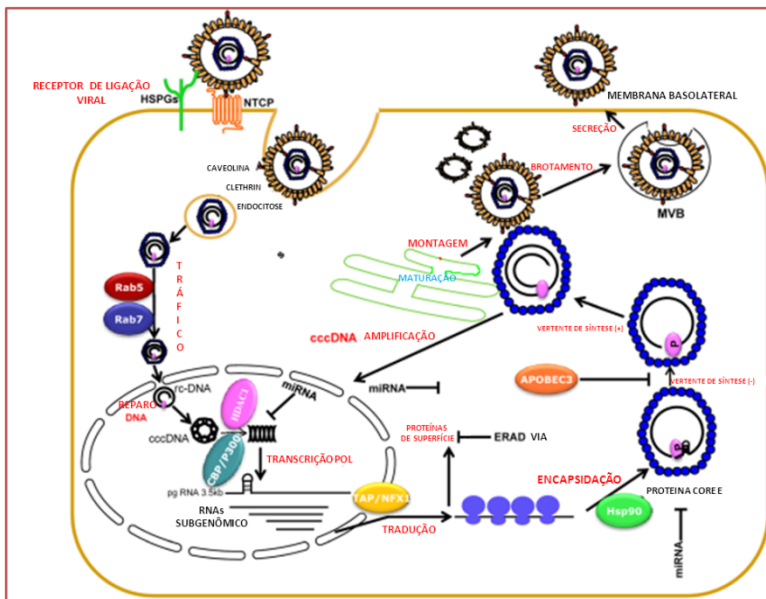 RECEPTOR DE LIGAÇÃO
VIRAL
HSPGs
NTCP
MEMBRANA BASOLATERAL
SECREÇÃO
BROTAMENTO
MVB
CAVEOLINA
CLETHRIN
ENDOCITOSE
MONTAGEM
MATURAÇÃO
TRÁFICO
Rab5
Rab7
cccDNA AMPLIFICAÇÃO
VERTENTE DE SÍNTESE (+)
APOBEC3
VERTENTE DE SÍNTESE (-)
P
P
rc-DNA
REPARO
DNA
cccDNA
HDAC1
miRNA
miRNA
CBP/P300
TRANSCRIÇÃO POL
PROTEÍNAS
DE SUPERFÍCIE
ERAD VIA
pg RNA 3.5kb
RNAs
SUBGENÔMICO
TAP/NFX1
TRADUÇÃO
ENCAPSIDAÇÃO
PROTEINA CORE E
Hsp90
miRNA